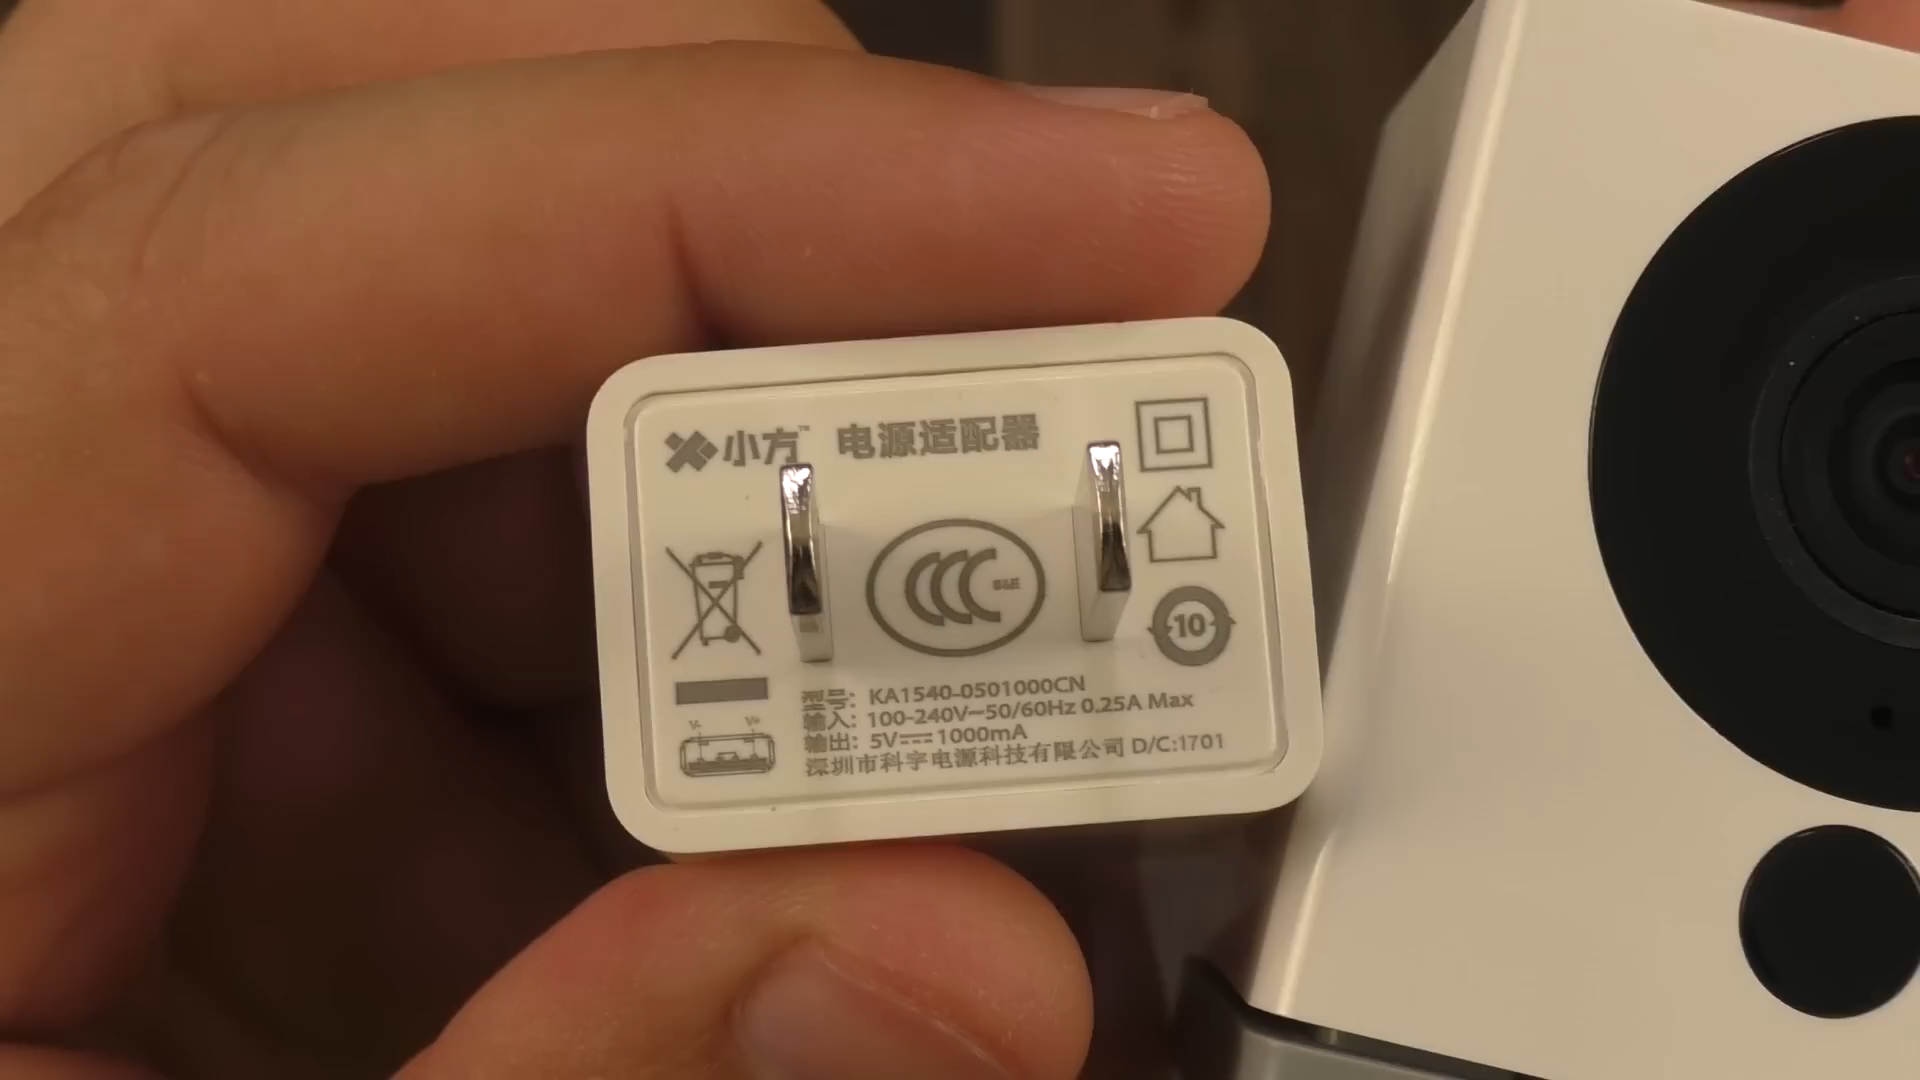 小方™ 电源适配器
CCC S&E
10
V- V+
型号: KA1540-0501000CN
输入: 100-240V~50/60Hz 0.25A Max
输出: 5V⎓1000mA
深圳市科宇电源科技有限公司 D/C:1701